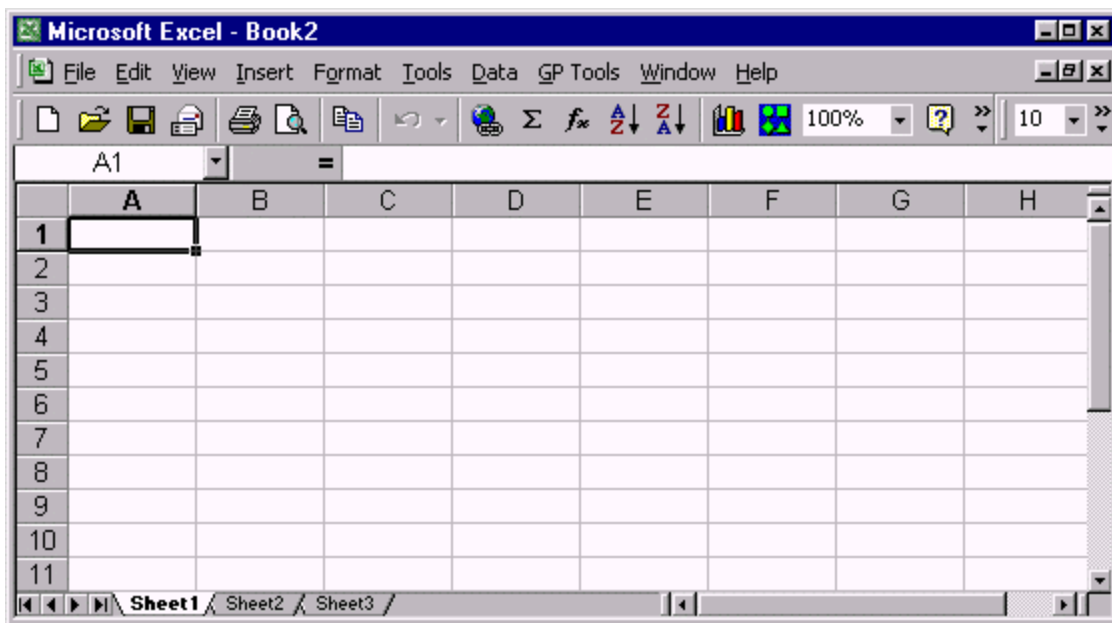 Microsoft Excel - Book2
File Edit View Insert Format Tools Data GP Tools Window Help
Σ fx A Z Z A 100% ? » 10 »
A1 =
A B C D E F G H
1
2
3
4
5
6
7
8
9
10
11
Sheet1 Sheet2 Sheet3